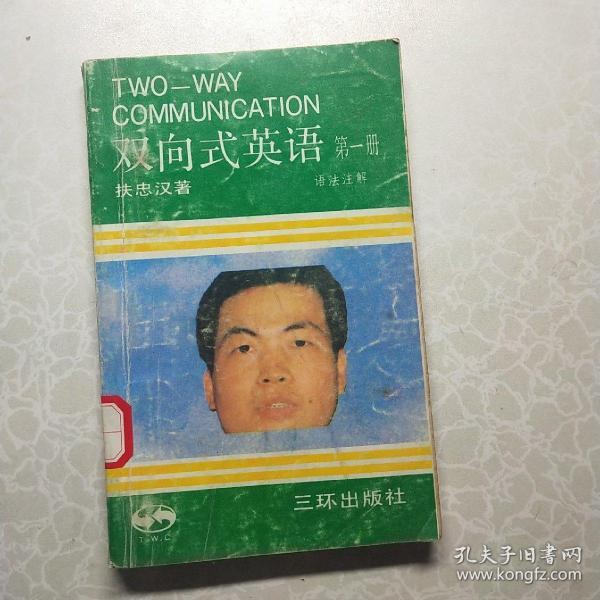 TWO—WAY
COMMUNICATION
双向式英语 第一册
语法注解
扶忠汉著
三环出版社
T.W.C.
孔夫子旧书网
www.kongfz.com